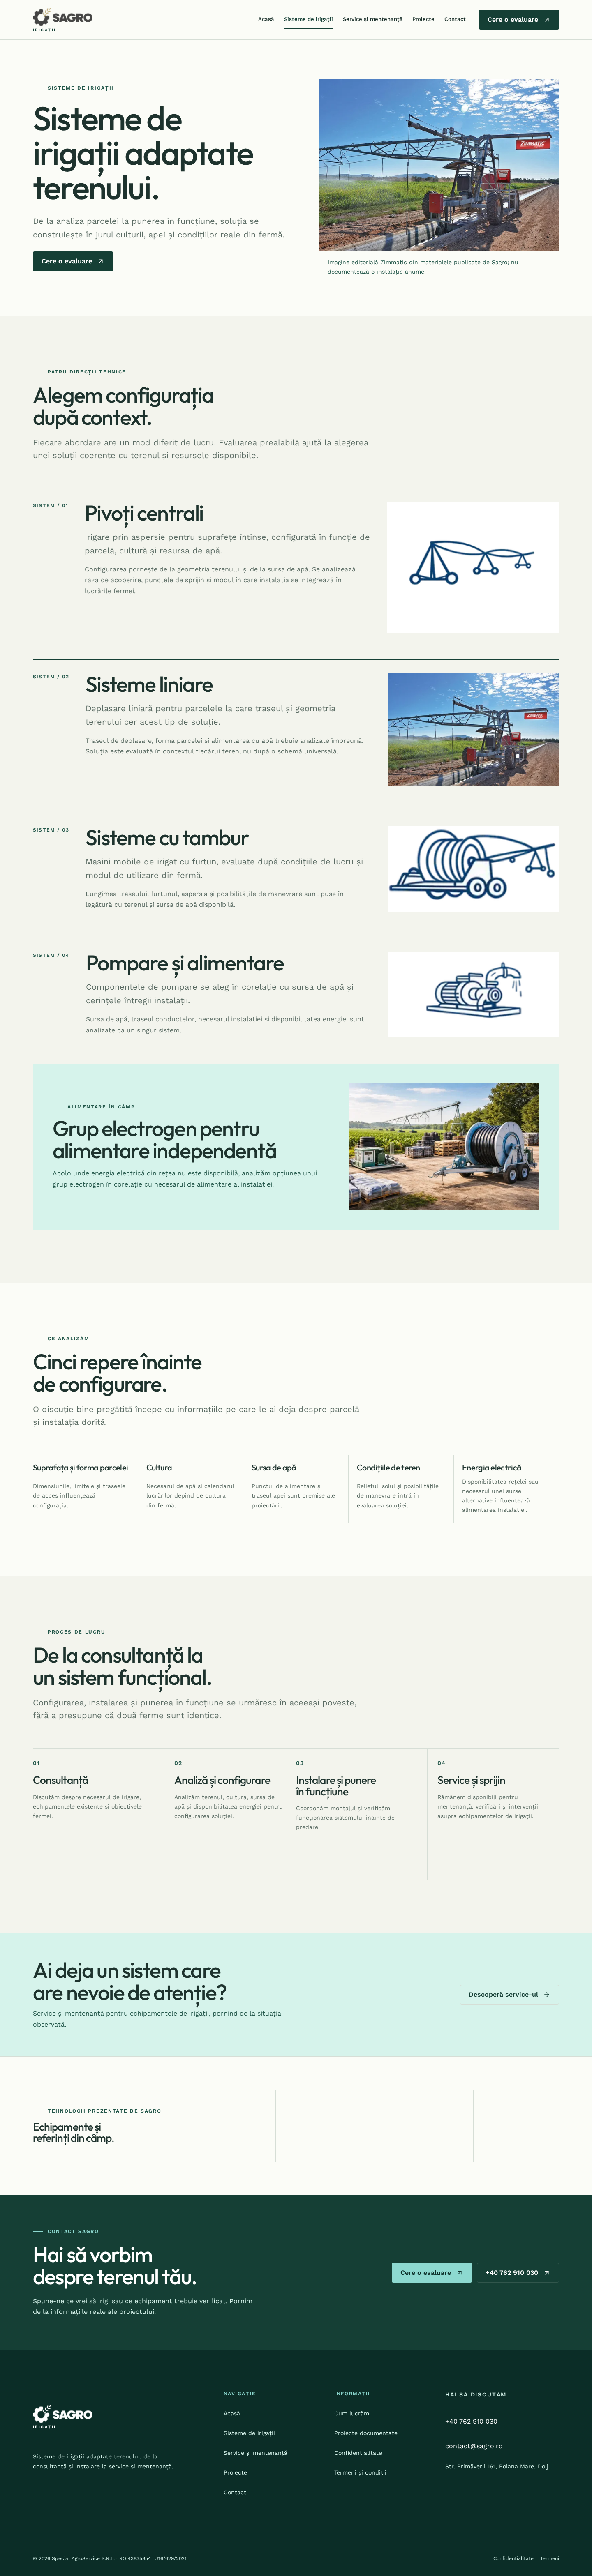 SAGRO
IRIGAȚII
Acasă
Sisteme de irigații
Service și mentenanță
Proiecte
Contact
Cere o evaluare
SISTEME DE IRIGAȚII
Sisteme de
irigații adaptate
terenului.
De la analiza parcelei la punerea în funcțiune, soluția se
construiește în jurul culturii, apei și condițiilor reale din fermă.
Cere o evaluare
ZIMMATIC
Imagine editorială Zimmatic din materialele publicate de Sagro; nu
documentează o instalație anume.
PATRU DIRECȚII TEHNICE
Alegem configurația
după context.
Fiecare abordare are un mod diferit de lucru. Evaluarea prealabilă ajută la alegerea
unei soluții coerente cu terenul și resursele disponibile.
SISTEM / 01
Pivoți centrali
Irigare prin aspersie pentru suprafețe întinse, configurată în funcție de
parcelă, cultură și resursa de apă.
Configurarea pornește de la geometria terenului și de la sursa de apă. Se analizează
raza de acoperire, punctele de sprijin și modul în care instalația se integrează în
lucrările fermei.
SISTEM / 02
Sisteme liniare
Deplasare liniară pentru parcelele la care traseul și geometria
terenului cer acest tip de soluție.
Traseul de deplasare, forma parcelei și alimentarea cu apă trebuie analizate împreună.
Soluția este evaluată în contextul fiecărui teren, nu după o schemă universală.
ZIMMATIC
SISTEM / 03
Sisteme cu tambur
Mașini mobile de irigat cu furtun, evaluate după condițiile de lucru și
modul de utilizare din fermă.
Lungimea traseului, furtunul, aspersia și posibilitățile de manevrare sunt puse în
legătură cu terenul și sursa de apă disponibilă.
SISTEM / 04
Pompare și alimentare
Componentele de pompare se aleg în corelație cu sursa de apă și
cerințele întregii instalații.
Sursa de apă, traseul conductelor, necesarul instalației și disponibilitatea energiei sunt
analizate ca un singur sistem.
ALIMENTARE ÎN CÂMP
Grup electrogen pentru
alimentare independentă
Acolo unde energia electrică din rețea nu este disponibilă, analizăm opțiunea unui
grup electrogen în corelație cu necesarul de alimentare al instalației.
CE ANALIZĂM
Cinci repere înainte
de configurare.
O discuție bine pregătită începe cu informațiile pe care le ai deja despre parcelă
și instalația dorită.
Suprafața și forma parcelei
Dimensiunile, limitele și traseele
de acces influențează
configurația.
Cultura
Necesarul de apă și calendarul
lucrărilor depind de cultura
din fermă.
Sursa de apă
Punctul de alimentare și
traseul apei sunt premise ale
proiectării.
Condițiile de teren
Relieful, solul și posibilitățile
de manevrare intră în
evaluarea soluției.
Energia electrică
Disponibilitatea rețelei sau
necesarul unei surse
alternative influențează
alimentarea instalației.
PROCES DE LUCRU
De la consultanță la
un sistem funcțional.
Configurarea, instalarea și punerea în funcțiune se urmăresc în aceeași poveste,
fără a presupune că două ferme sunt identice.
01
Consultanță
Discutăm despre necesarul de irigare,
echipamentele existente și obiectivele
fermei.
02
Analiză și configurare
Analizăm terenul, cultura, sursa de
apă și disponibilitatea energiei pentru
configurarea soluției.
03
Instalare și punere
în funcțiune
Coordonăm montajul și verificăm
funcționarea sistemului înainte de
predare.
04
Service și sprijin
Rămânem disponibili pentru
mentenanță, verificări și intervenții
asupra echipamentelor de irigații.
Ai deja un sistem care
are nevoie de atenție?
Service și mentenanță pentru echipamentele de irigații, pornind de la situația
observată.
Descoperă service-ul
TEHNOLOGII PREZENTATE DE SAGRO
Echipamente și
referinți din câmp.
CONTACT SAGRO
Hai să vorbim
despre terenul tău.
Spune-ne ce vrei să irigi sau ce echipament trebuie verificat. Pornim
de la informațiile reale ale proiectului.
Cere o evaluare
+40 762 910 030
SAGRO
IRIGAȚII
Sisteme de irigații adaptate terenului, de la
consultanță și instalare la service și mentenanță.
NAVIGAȚIE
Acasă
Sisteme de irigații
Service și mentenanță
Proiecte
Contact
INFORMAȚII
Cum lucrăm
Proiecte documentate
Confidențialitate
Termeni și condiții
HAI SĂ DISCUTĂM
+40 762 910 030
contact@sagro.ro
Str. Primăverii 161, Poiana Mare, Dolj
© 2026 Special AgroService S.R.L. · RO 43835854 · J16/629/2021
Confidențialitate
Termeni